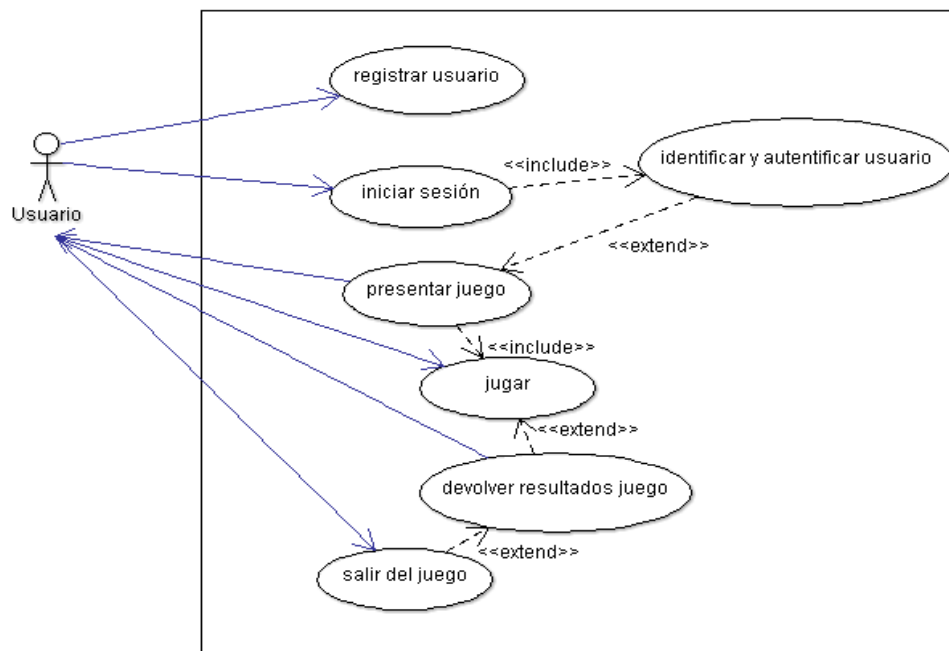 registrar usuario
identificar y autentificar usuario
<<include>>
iniciar sesión
Usuario
<<extend>>
presentar juego
<<include>>
jugar
<<extend>>
devolver resultados juego
<<extend>>
salir del juego